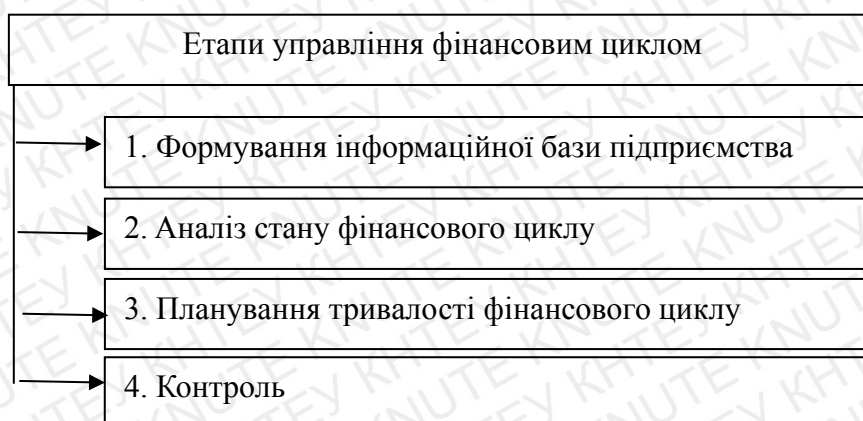 Етапи управління фінансовим циклом
1. Формування інформаційної бази підприємства
2. Аналіз стану фінансового циклу
3. Планування тривалості фінансового циклу
4. Контроль